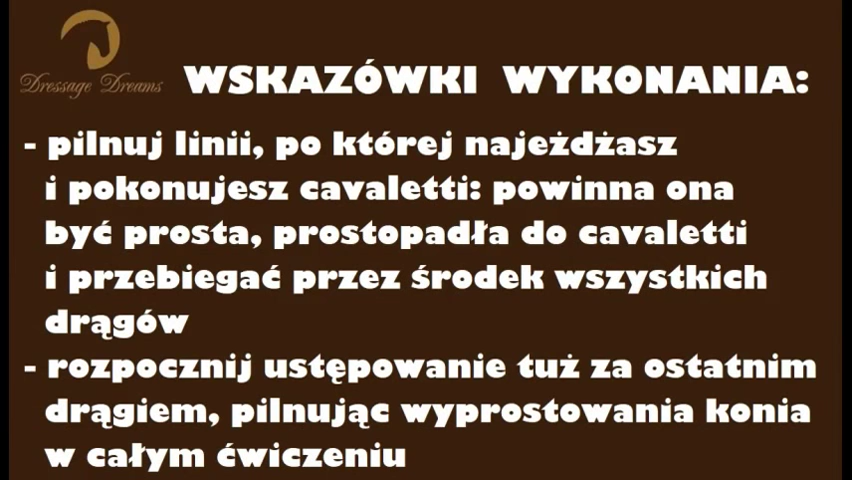 Dressage Dreams
WSKAZÓWKI WYKONANIA:
- pilnuj linii, po której najeżdżasz
i pokonujesz cavaletti: powinna ona
być prosta, prostopadła do cavaletti
i przebiegać przez środek wszystkich
drągów
- rozpocznij ustępowanie tuż za ostatnim
drągiem, pilnując wyprostowania konia
w całym ćwiczeniu